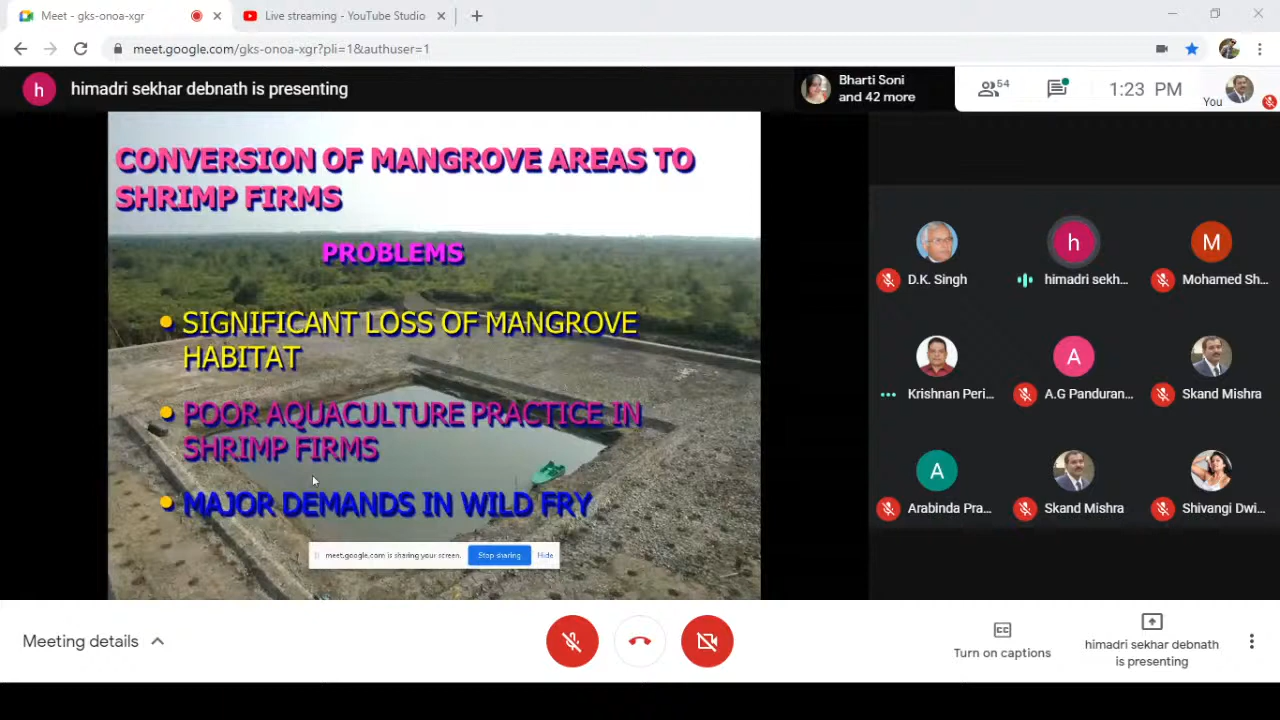 Meet - gks-onoa-xgr
Live streaming - YouTube Studio
meet.google.com/gks-onoa-xgr?pli=1&authuser=1
h
himadri sekhar debnath is presenting
Bharti Soni
and 42 more
54
1:23 PM
You
CONVERSION OF MANGROVE AREAS TO
SHRIMP FIRMS
PROBLEMS
SIGNIFICANT LOSS OF MANGROVE
HABITAT
POOR AQUACULTURE PRACTICE IN
SHRIMP FIRMS
MAJOR DEMANDS IN WILD FRY
meet.google.com is sharing your screen.
Stop sharing
Hide
D.K. Singh
h
himadri sekh...
M
Mohamed Sh...
Krishnan Peri...
A
A.G Panduran...
Skand Mishra
A
Arabinda Pra...
Skand Mishra
Shivangi Dwi...
Meeting details
CC
Turn on captions
himadri sekhar debnath
is presenting